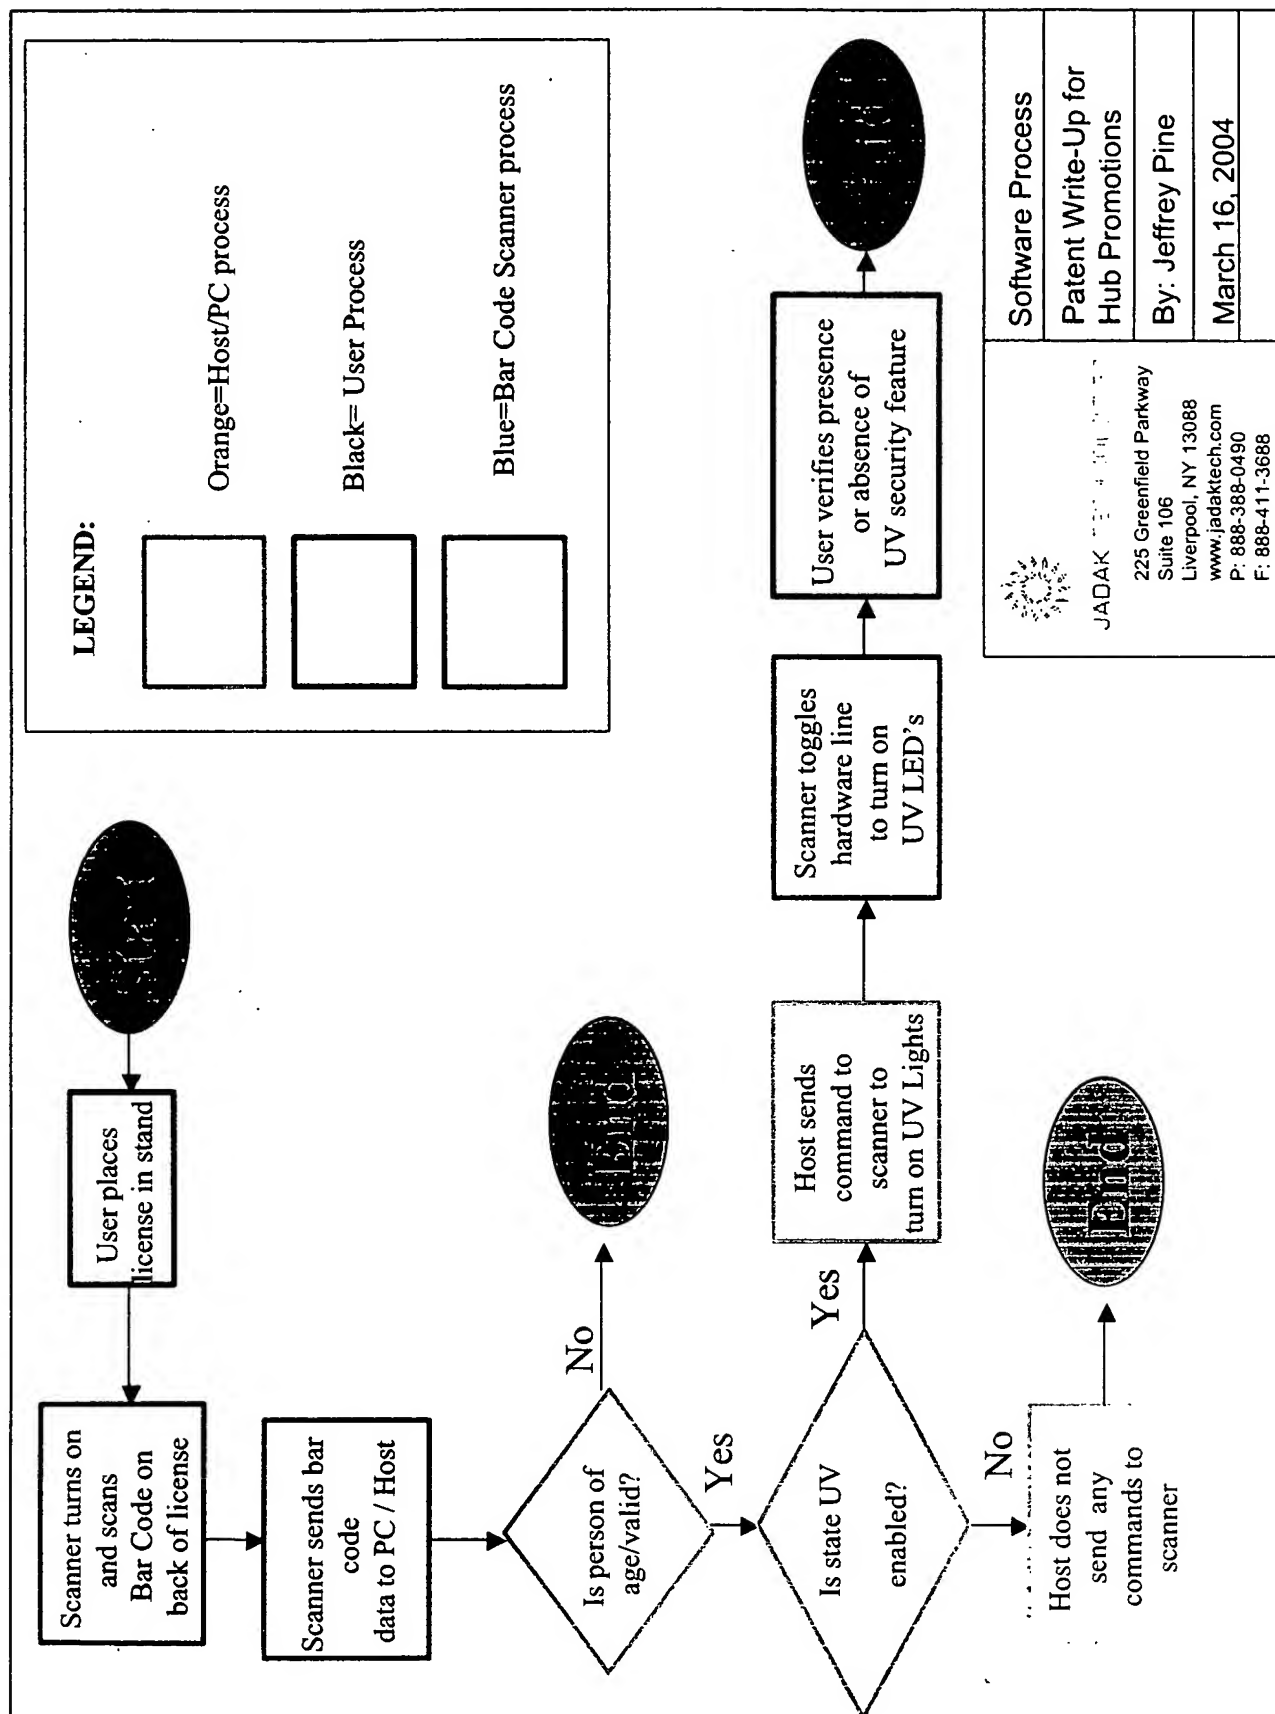 Start
User places
license in stand
Scanner turns on
and scans
Bar Code on
back of license
Scanner sends bar
code
data to PC / Host
Is person of
age/valid?
No
End
Yes
Is state UV
enabled?
Yes
Host sends
command to
scanner to
turn on UV Lights
Scanner toggles
hardware line
to turn on
UV LED's
User verifies presence
or absence of
UV security feature
End
No
Host does not
send any
commands to
scanner
End
LEGEND:
Orange=Host/PC process
Black= User Process
Blue=Bar Code Scanner process
JADAK
225 Greenfield Parkway
Suite 106
Liverpool, NY 13088
www.jadaktech.com
P: 888-388-0490
F: 888-411-3688
Software Process
Patent Write-Up for
Hub Promotions
By: Jeffrey Pine
March 16, 2004